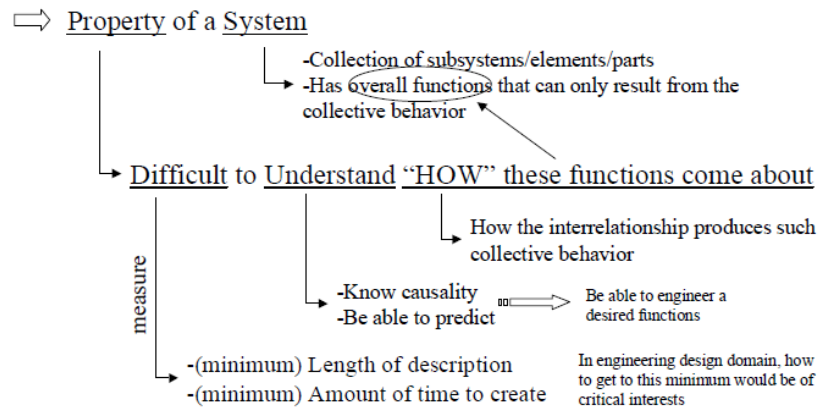 Property of a System
-Collection of subsystems/elements/parts
-Has overall functions that can only result from the
collective behavior
Difficult to Understand “HOW” these functions come about
How the interrelationship produces such
collective behavior
measure
-Know causality
-Be able to predict
Be able to engineer a
desired functions
-(minimum) Length of description
-(minimum) Amount of time to create
In engineering design domain, how
to get to this minimum would be of
critical interests